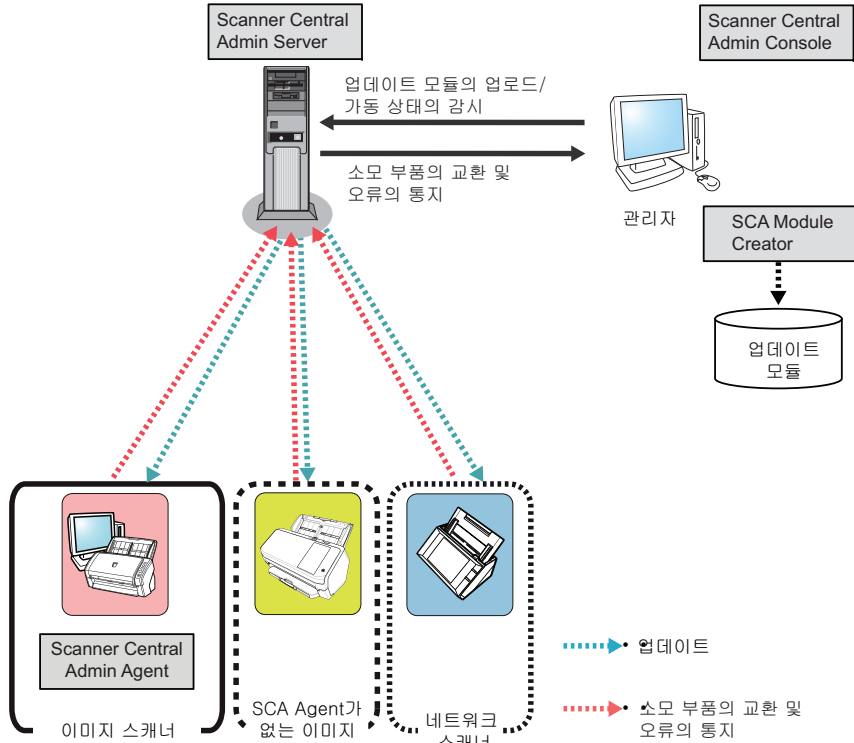 Scanner Central
Admin Server
Scanner Central
Admin Console
업데이트 모듈의 업로드/
가동 상태의 감시
소모 부품의 교환 및
오류의 통지
관리자
SCA Module
Creator
업데이트
모듈
Scanner Central
Admin Agent
이미지 스캐너
SCA Agent가
없는 이미지
네트워크
스캐너
업데이트
소모 부품의 교환 및
오류의 통지